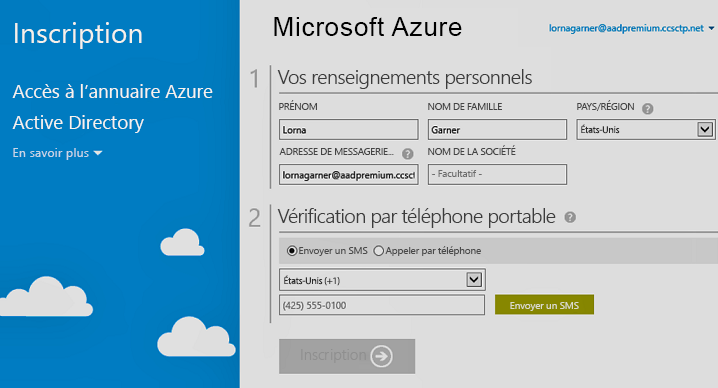 Inscription
Accès à l'annuaire Azure
Active Directory
En savoir plus
Microsoft Azure
lornagarner@aadpremium.ccsctp.net
1 Vos renseignements personnels
PRÉNOM NOM DE FAMILLE PAYS/RÉGION ?
Lorna Garner États-Unis
ADRESSE DE MESSAGERIE... ? NOM DE LA SOCIÉTÉ
lornagarner@aadpremium.ccsct - Facultatif -
2 Vérification par téléphone portable ?
Envoyer un SMS Appeler par téléphone
États-Unis (+1)
(425) 555-0100 Envoyer un SMS
Inscription